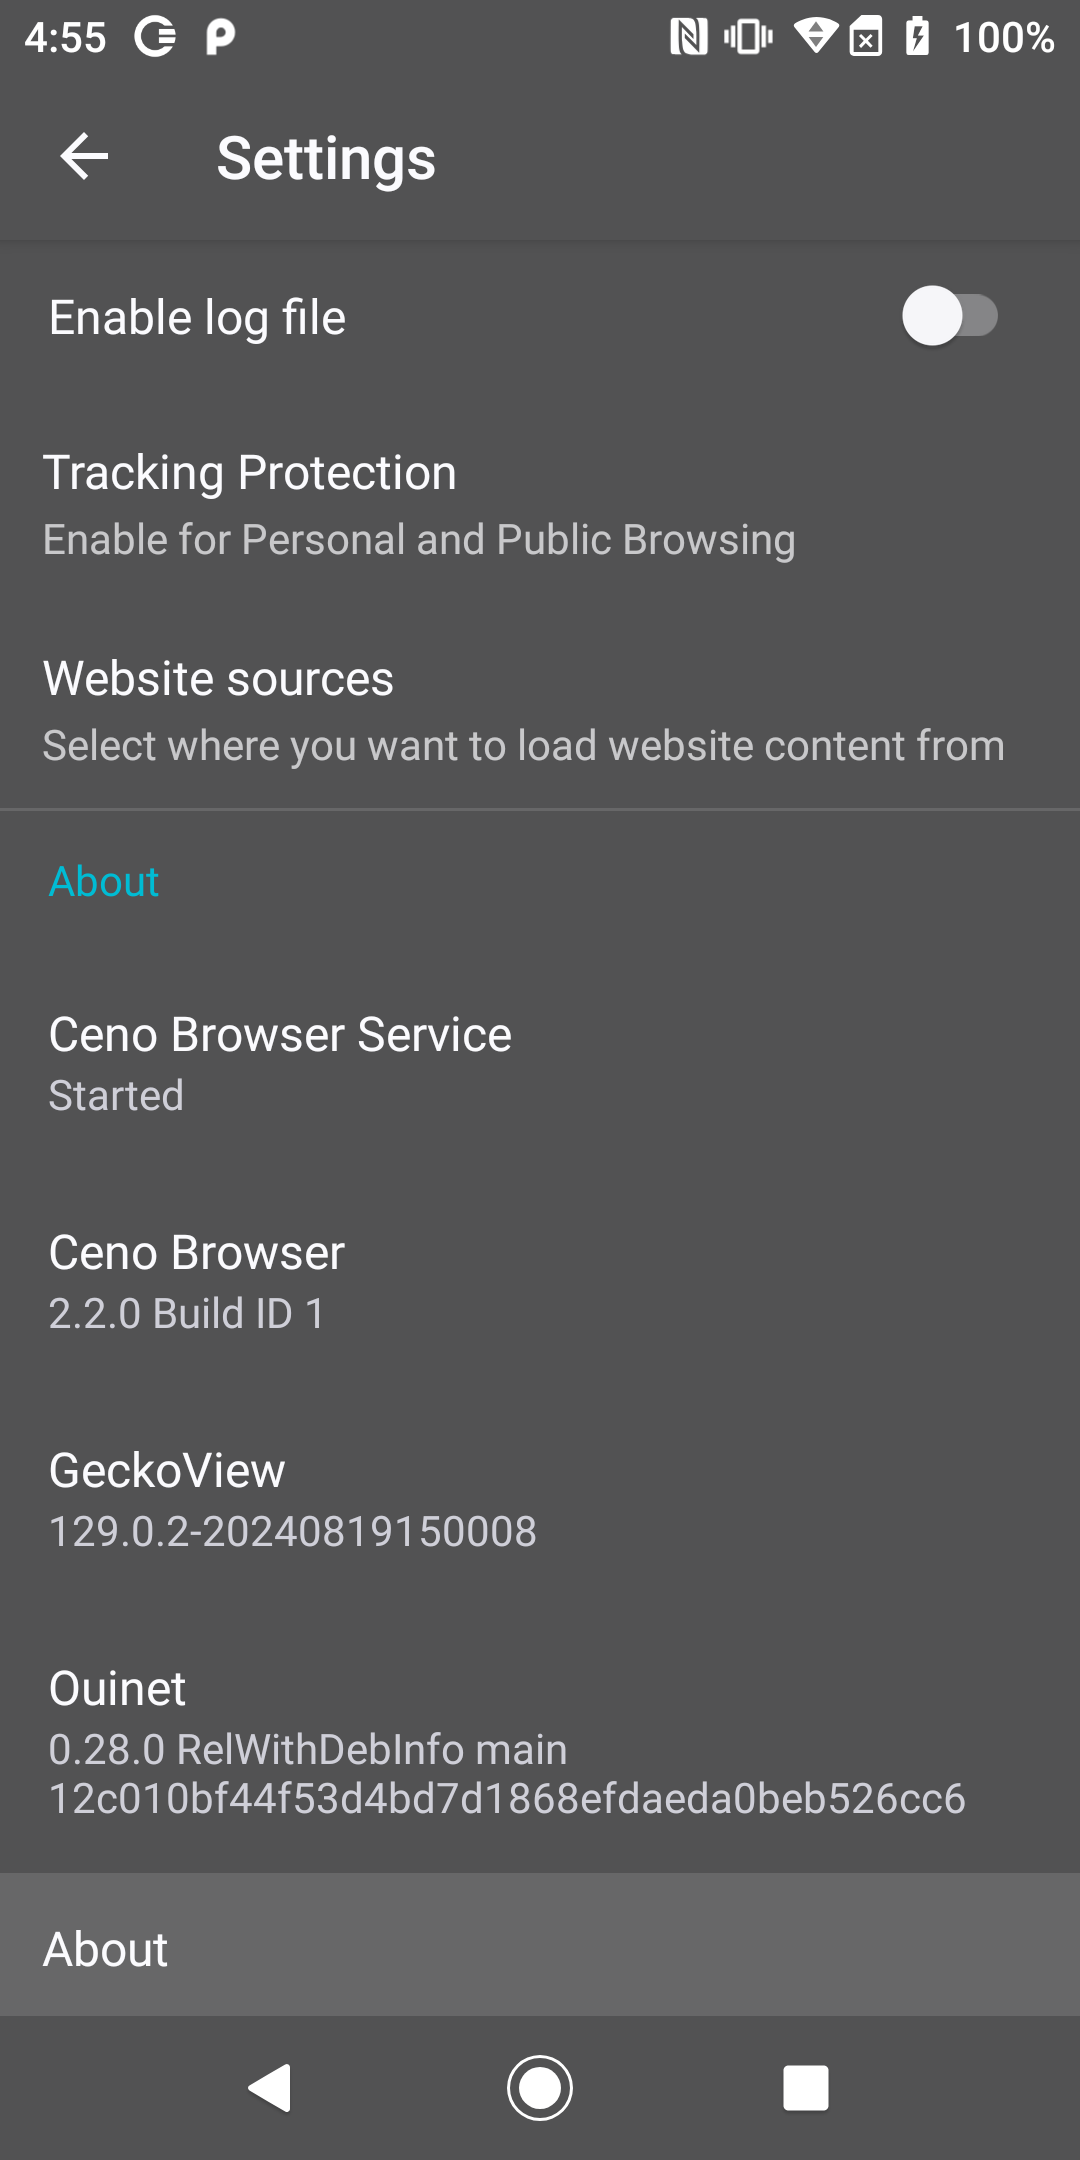 4:55
100%
Settings
Enable log file
Tracking Protection
Enable for Personal and Public Browsing
Website sources
Select where you want to load website content from
About
Ceno Browser Service
Started
Ceno Browser
2.2.0 Build ID 1
GeckoView
129.0.2-20240819150008
Ouinet
0.28.0 RelWithDebInfo main
12c010bf44f53d4bd7d1868efdaeda0beb526cc6
About